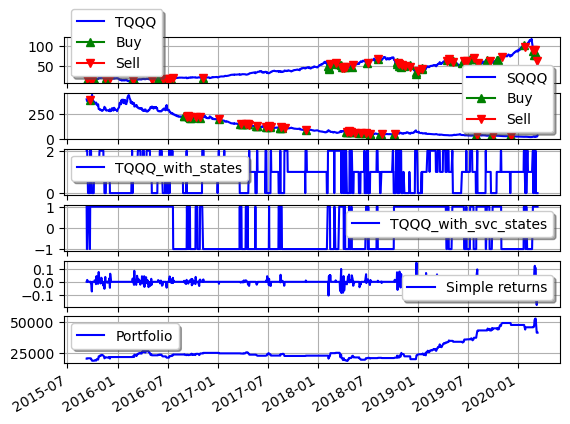 TQQQ
Buy
Sell
100
50
SQQQ
Buy
Sell
250
0
2
0
TQQQ_with_states
1
0
−1
TQQQ_with_svc_states
0.1
0.0
−0.1
Simple returns
50000
25000
Portfolio
2015-07
2016-01
2016-07
2017-01
2017-07
2018-01
2018-07
2019-01
2019-07
2020-01